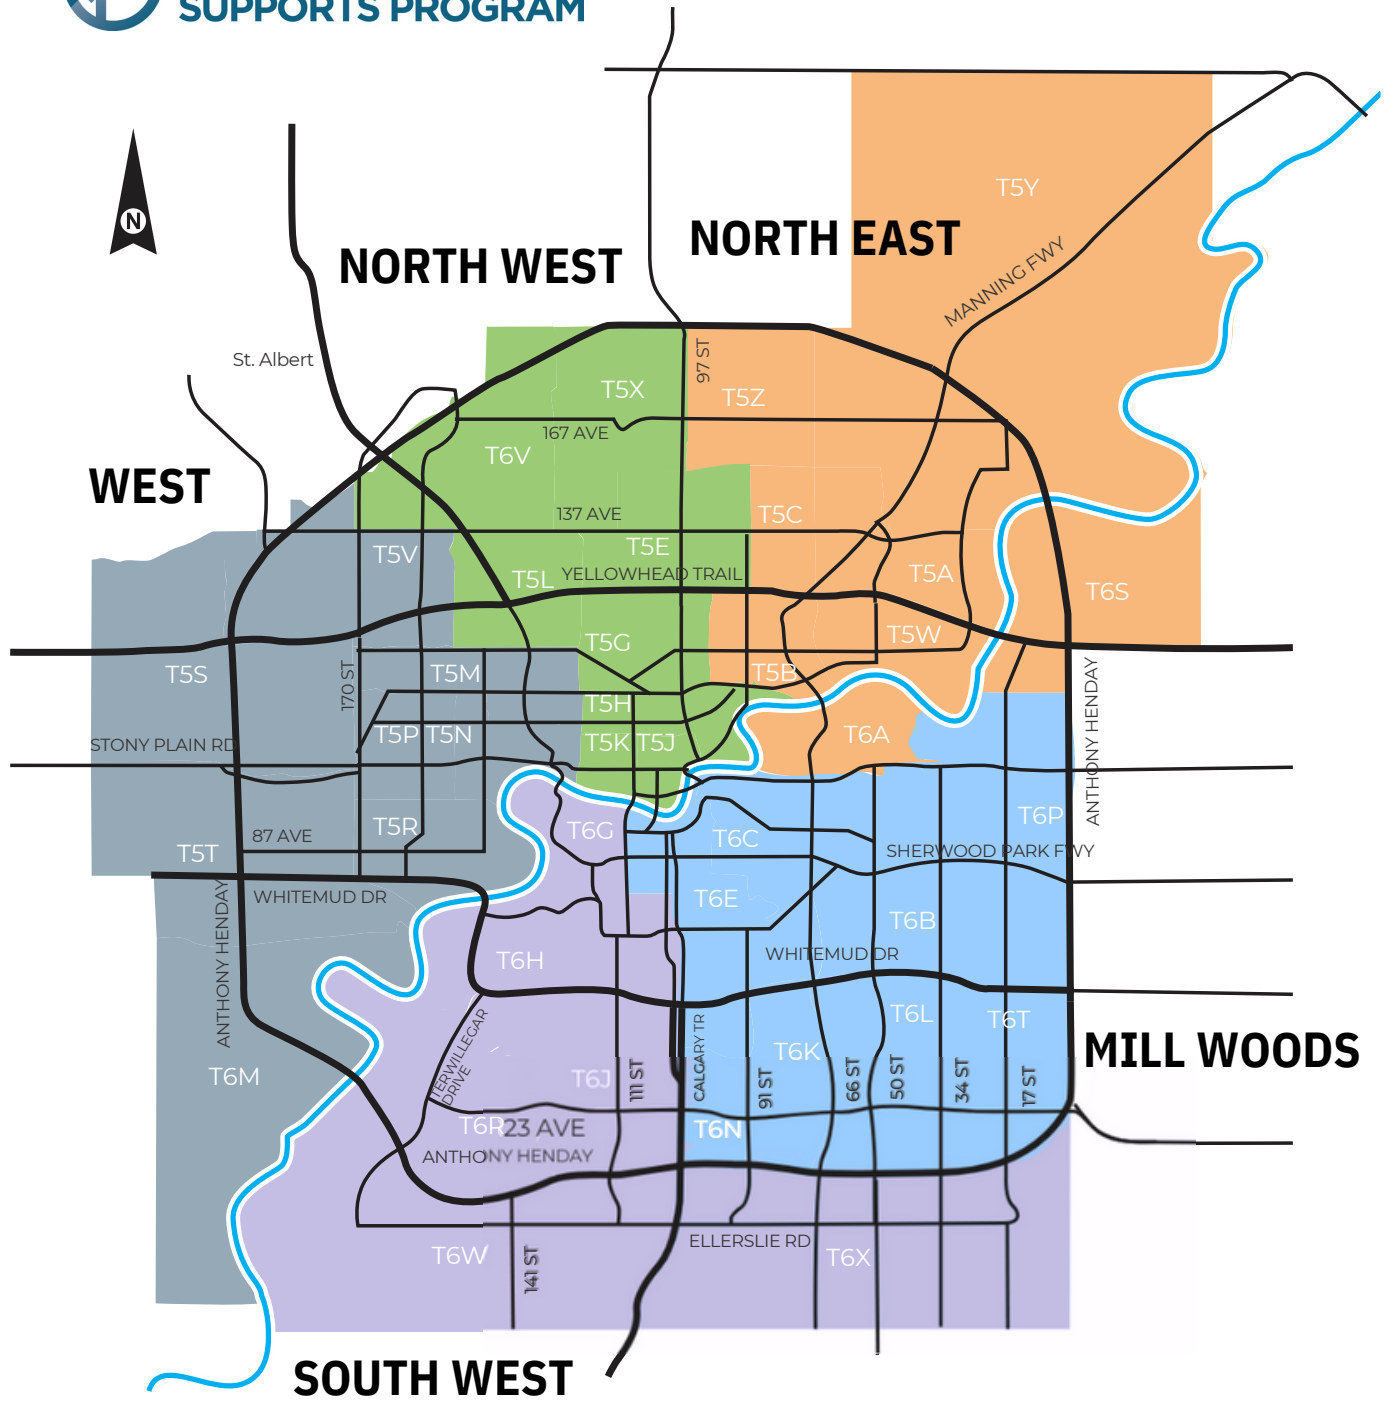 SUPPORTS PROGRAM
N
NORTH WEST
NORTH EAST
WEST
MILL WOODS
SOUTH WEST
St. Albert
T5Y
MANNING FWY
97 ST
T5X
T5Z
167 AVE
T6V
137 AVE
T5C
T5V
T5E
T5L
YELLOWHEAD TRAIL
T5A
T6S
T5W
T5G
T5S
170 ST
T5M
T5B
T5H
T5P
T5N
T5K
T5J
T6A
STONY PLAIN RD
ANTHONY HENDAY
T6P
T5R
87 AVE
T6G
T6C
T5T
SHERWOOD PARK FWY
WHITEMUD DR
T6E
T6B
ANTHONY HENDAY
T6H
WHITEMUD DR
T6L
T6T
TERWILLEGAR
DRIVE
CALGARY TR
T6K
T6M
T6J
111 ST
91 ST
66 ST
50 ST
34 ST
17 ST
T6R
23 AVE
T6N
ANTHONY HENDAY
ELLERSLIE RD
T6W
141 ST
T6X